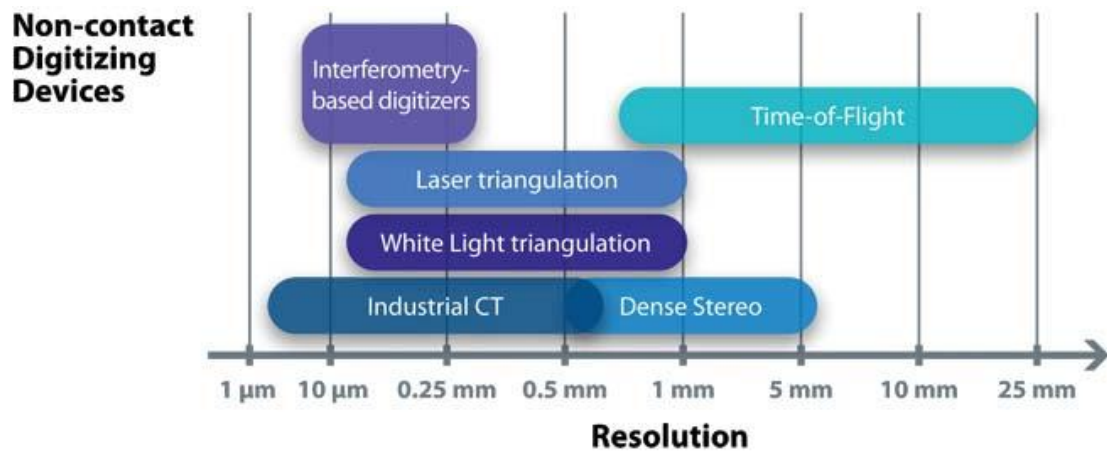 Non-contact
Digitizing
Devices
Interferometry-
based digitizers
Time-of-Flight
Laser triangulation
White Light triangulation
Industrial CT
Dense Stereo
1 µm
10 µm
0.25 mm
0.5 mm
1 mm
5 mm
10 mm
25 mm
Resolution